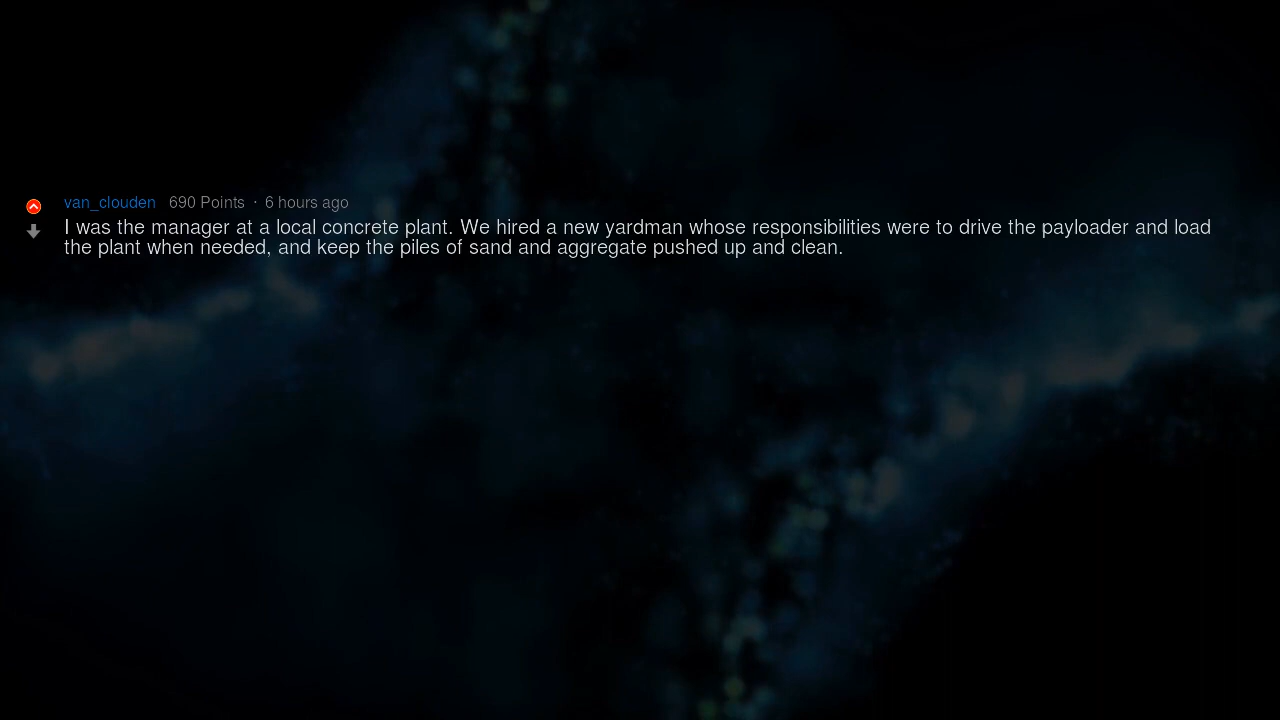 van_clouden 690 Points · 6 hours ago
I was the manager at a local concrete plant. We hired a new yardman whose responsibilities were to drive the payloader and load
the plant when needed, and keep the piles of sand and aggregate pushed up and clean.